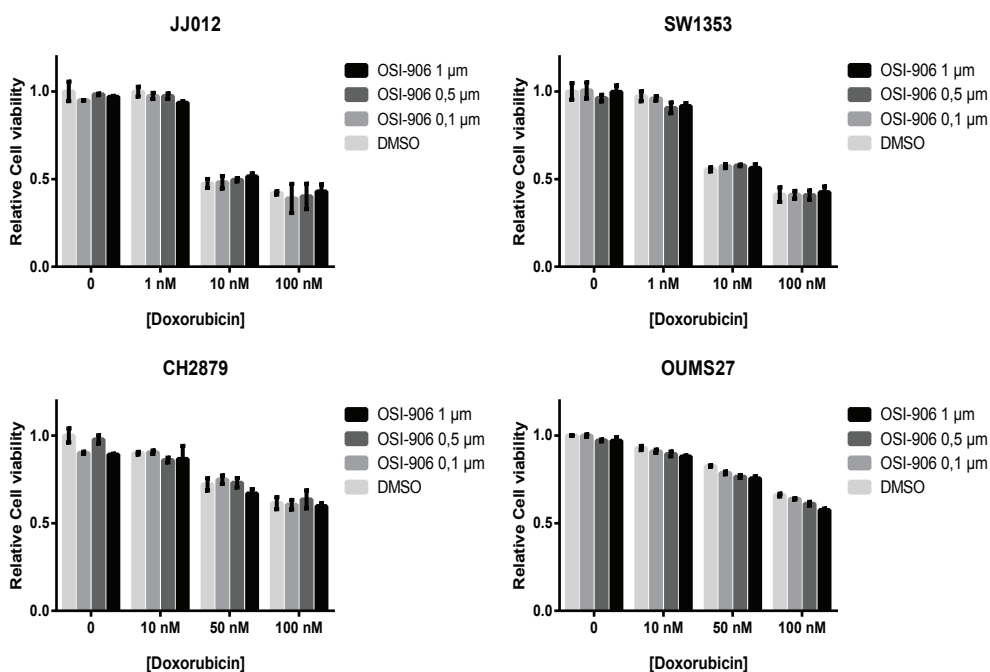 JJ012
Relative Cell viability
1.0
0.5
0.0
0 1 nM 10 nM 100 nM
[Doxorubicin]
OSI-906 1 µm
OSI-906 0,5 µm
OSI-906 0,1 µm
DMSO
SW1353
Relative Cell viability
1.0
0.5
0.0
0 1 nM 10 nM 100 nM
[Doxorubicin]
OSI-906 1 µm
OSI-906 0,5 µm
OSI-906 0,1 µm
DMSO
CH2879
Relative Cell viability
1.0
0.5
0.0
0 10 nM 50 nM 100 nM
[Doxorubicin]
OSI-906 1 µm
OSI-906 0,5 µm
OSI-906 0,1 µm
DMSO
OUMS27
Relative Cell viability
1.0
0.5
0.0
0 10 nM 50 nM 100 nM
[Doxorubicin]
OSI-906 1 µm
OSI-906 0,5 µm
OSI-906 0,1 µm
DMSO